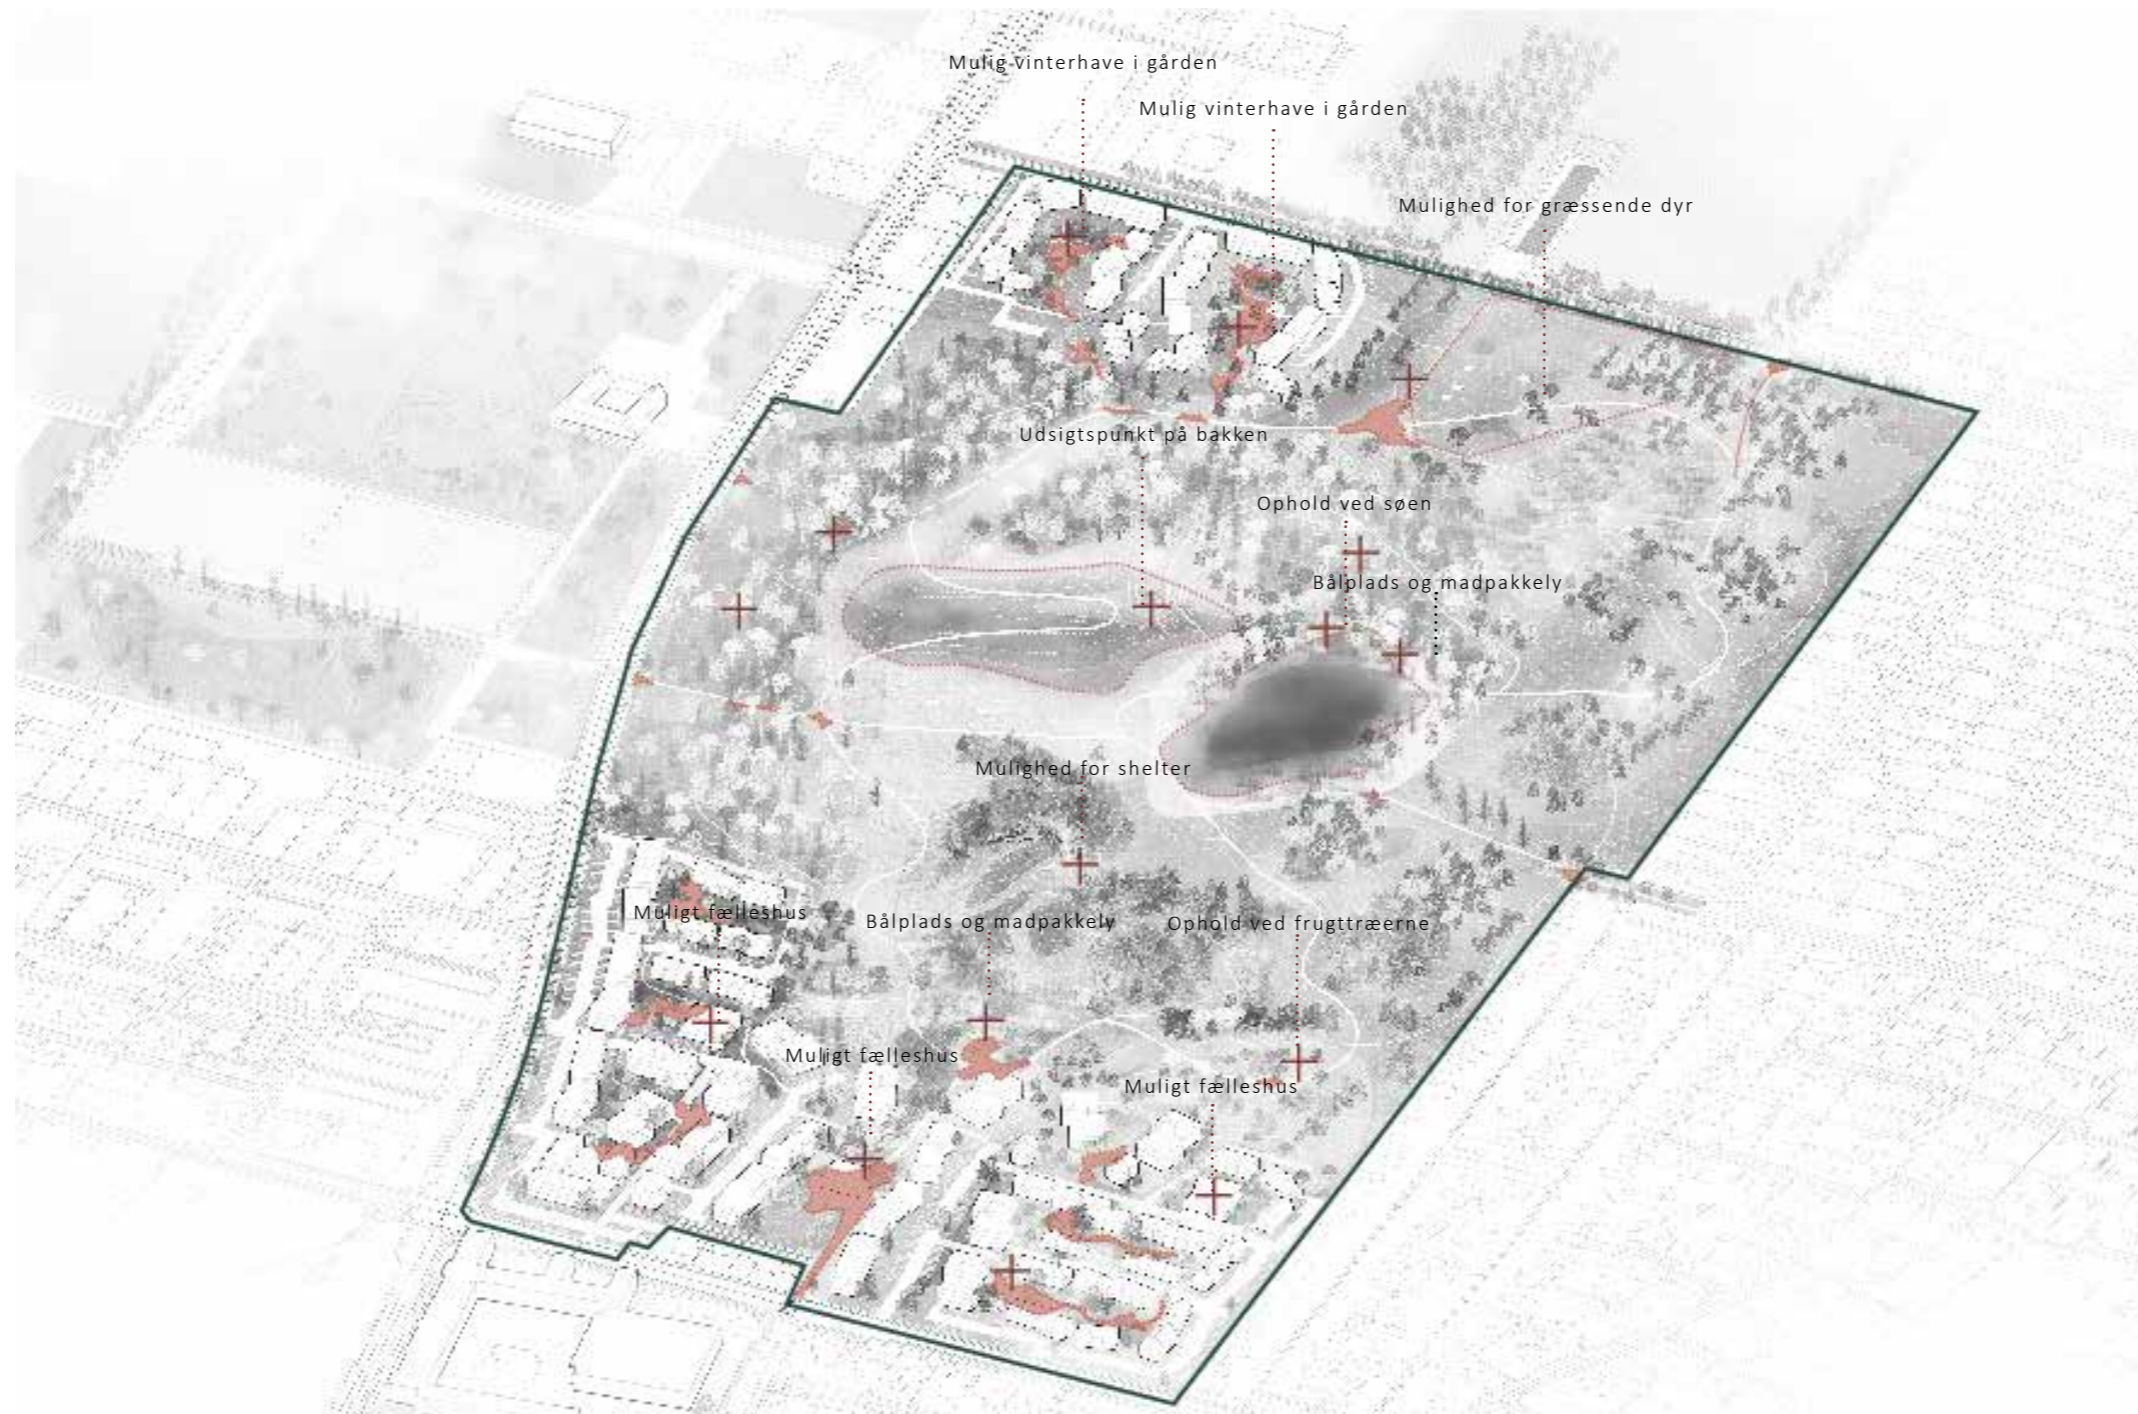 Mulig vinterhave i gården
Mulig vinterhave i gården
Mulighed for græssende dyr
Udsigtspunkt på bakken
Ophold ved søen
Bålplads og madpakkely
Mulighed for shelter
Muligt fælleshus
Bålplads og madpakkely
Ophold ved frugttræerne
Muligt fælleshus
Muligt fælleshus